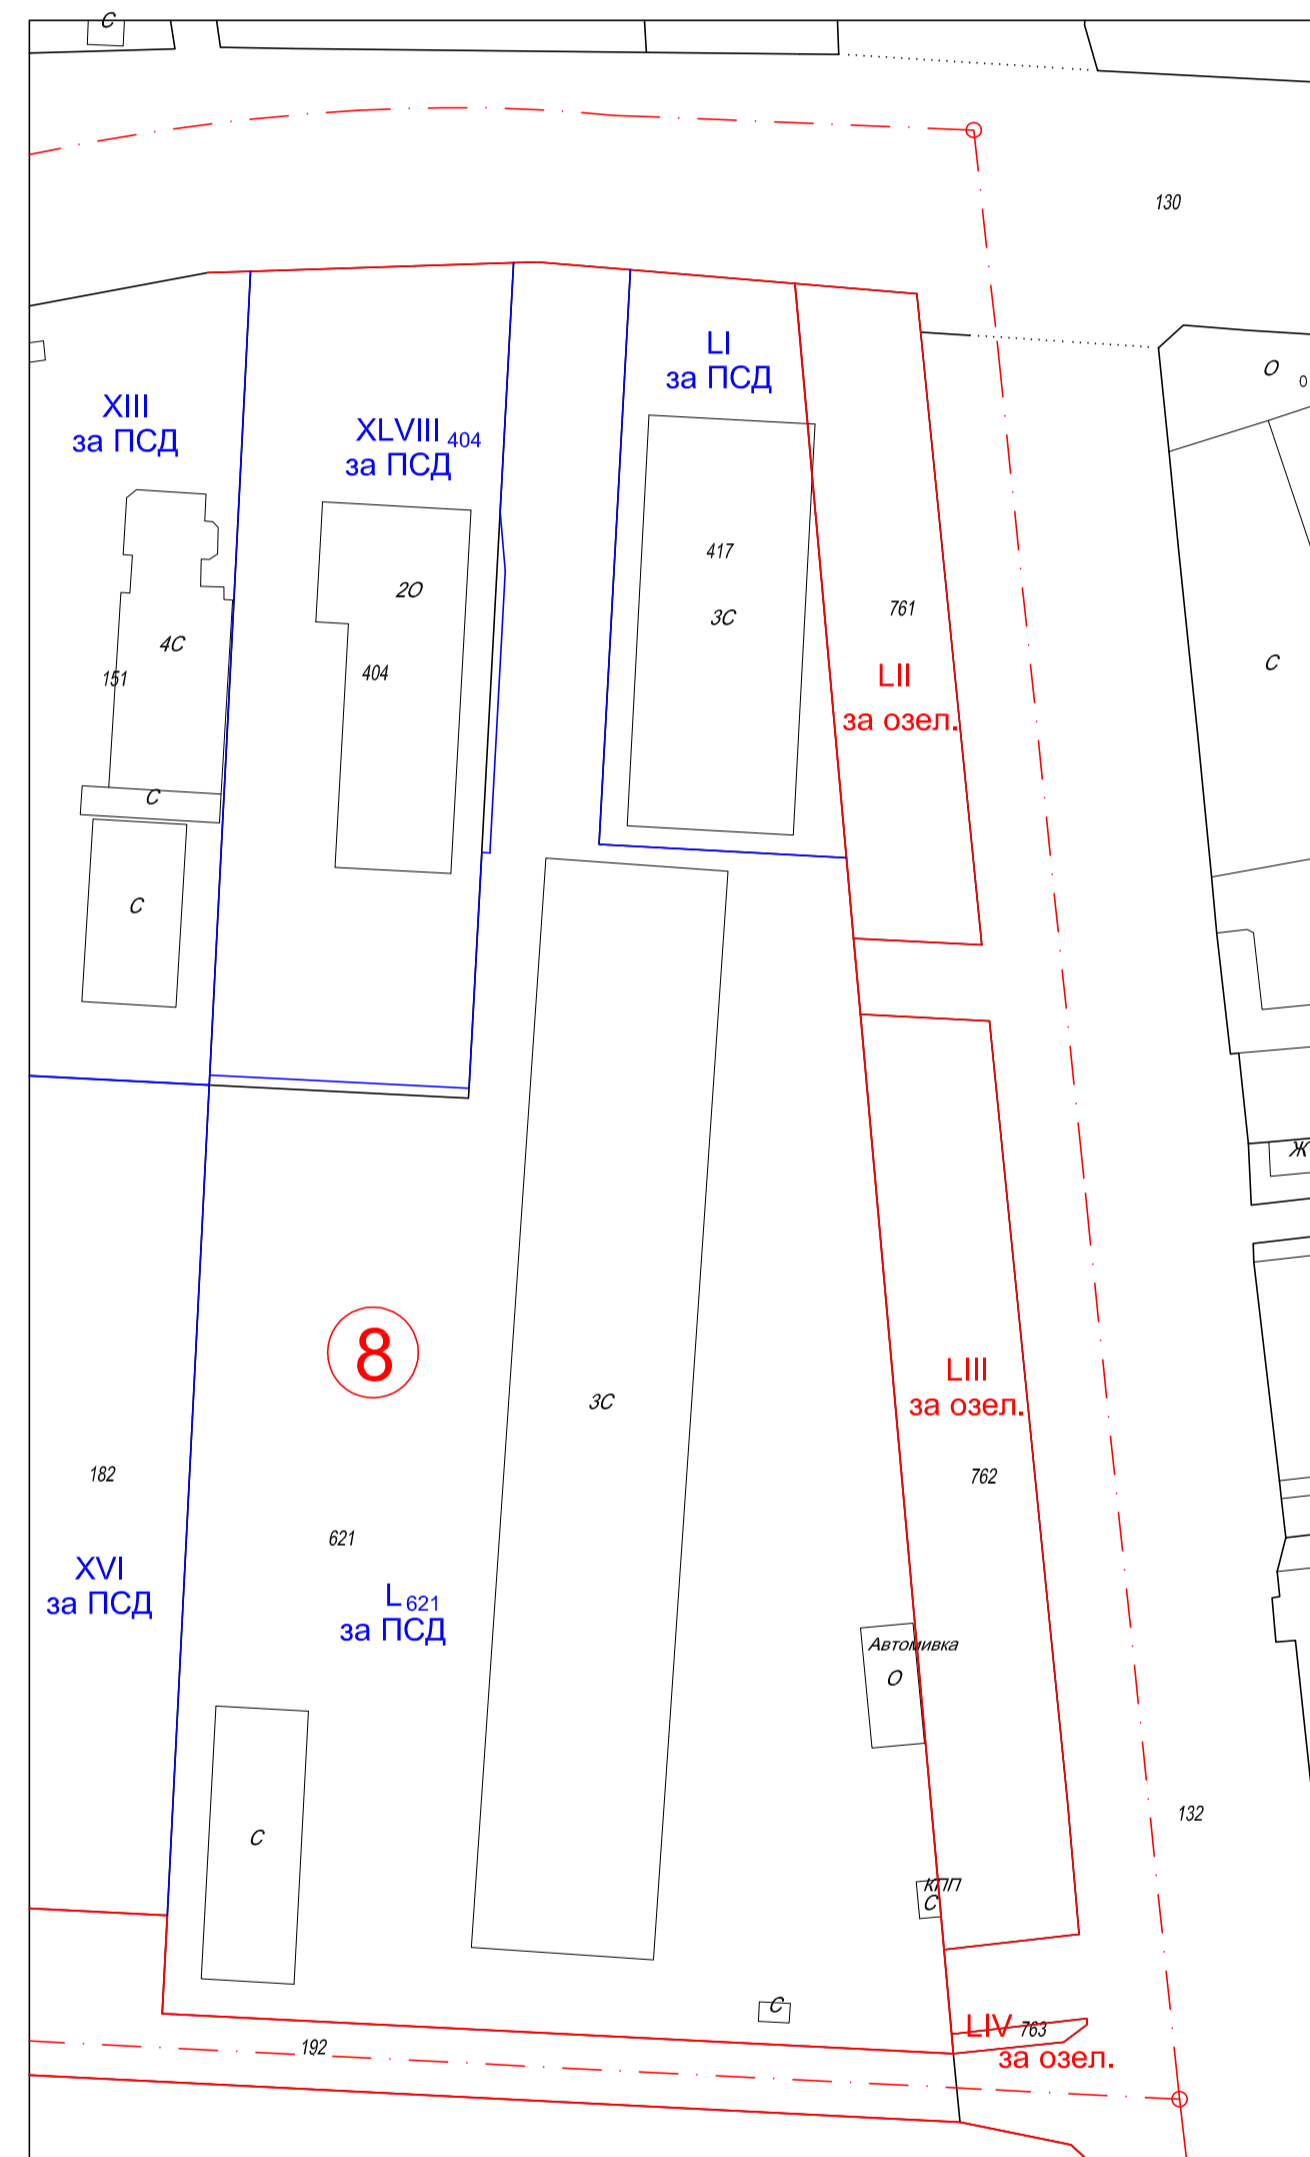 С
130
О
О
LI
за ПСД
XIII
за ПСД
XLVIII 404
за ПСД
417
2О
3С
761
4С
404
151
С
LII
за озел.
С
С
Ж
8
LIII
за озел.
3С
182
762
621
XVI
за ПСД
L 621
за ПСД
Автомивка
О
132
С
КПП
С
С
LIV 763
за озел.
192